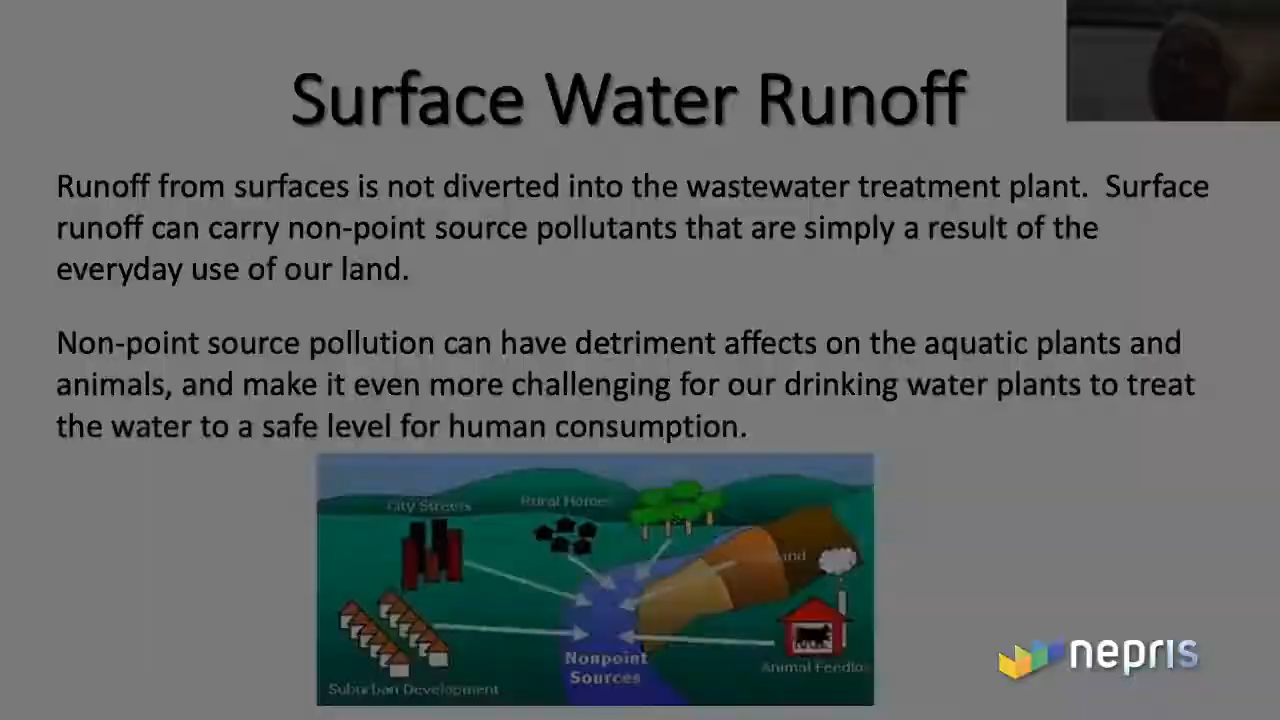 Surface Water Runoff
Runoff from surfaces is not diverted into the wastewater treatment plant. Surface
runoff can carry non-point source pollutants that are simply a result of the
everyday use of our land.
Non-point source pollution can have detriment affects on the aquatic plants and
animals, and make it even more challenging for our drinking water plants to treat
the water to a safe level for human consumption.
City Streets
Rural Homes
Nonpoint
Sources
Animal Feedlo
Suburban Development
nepris